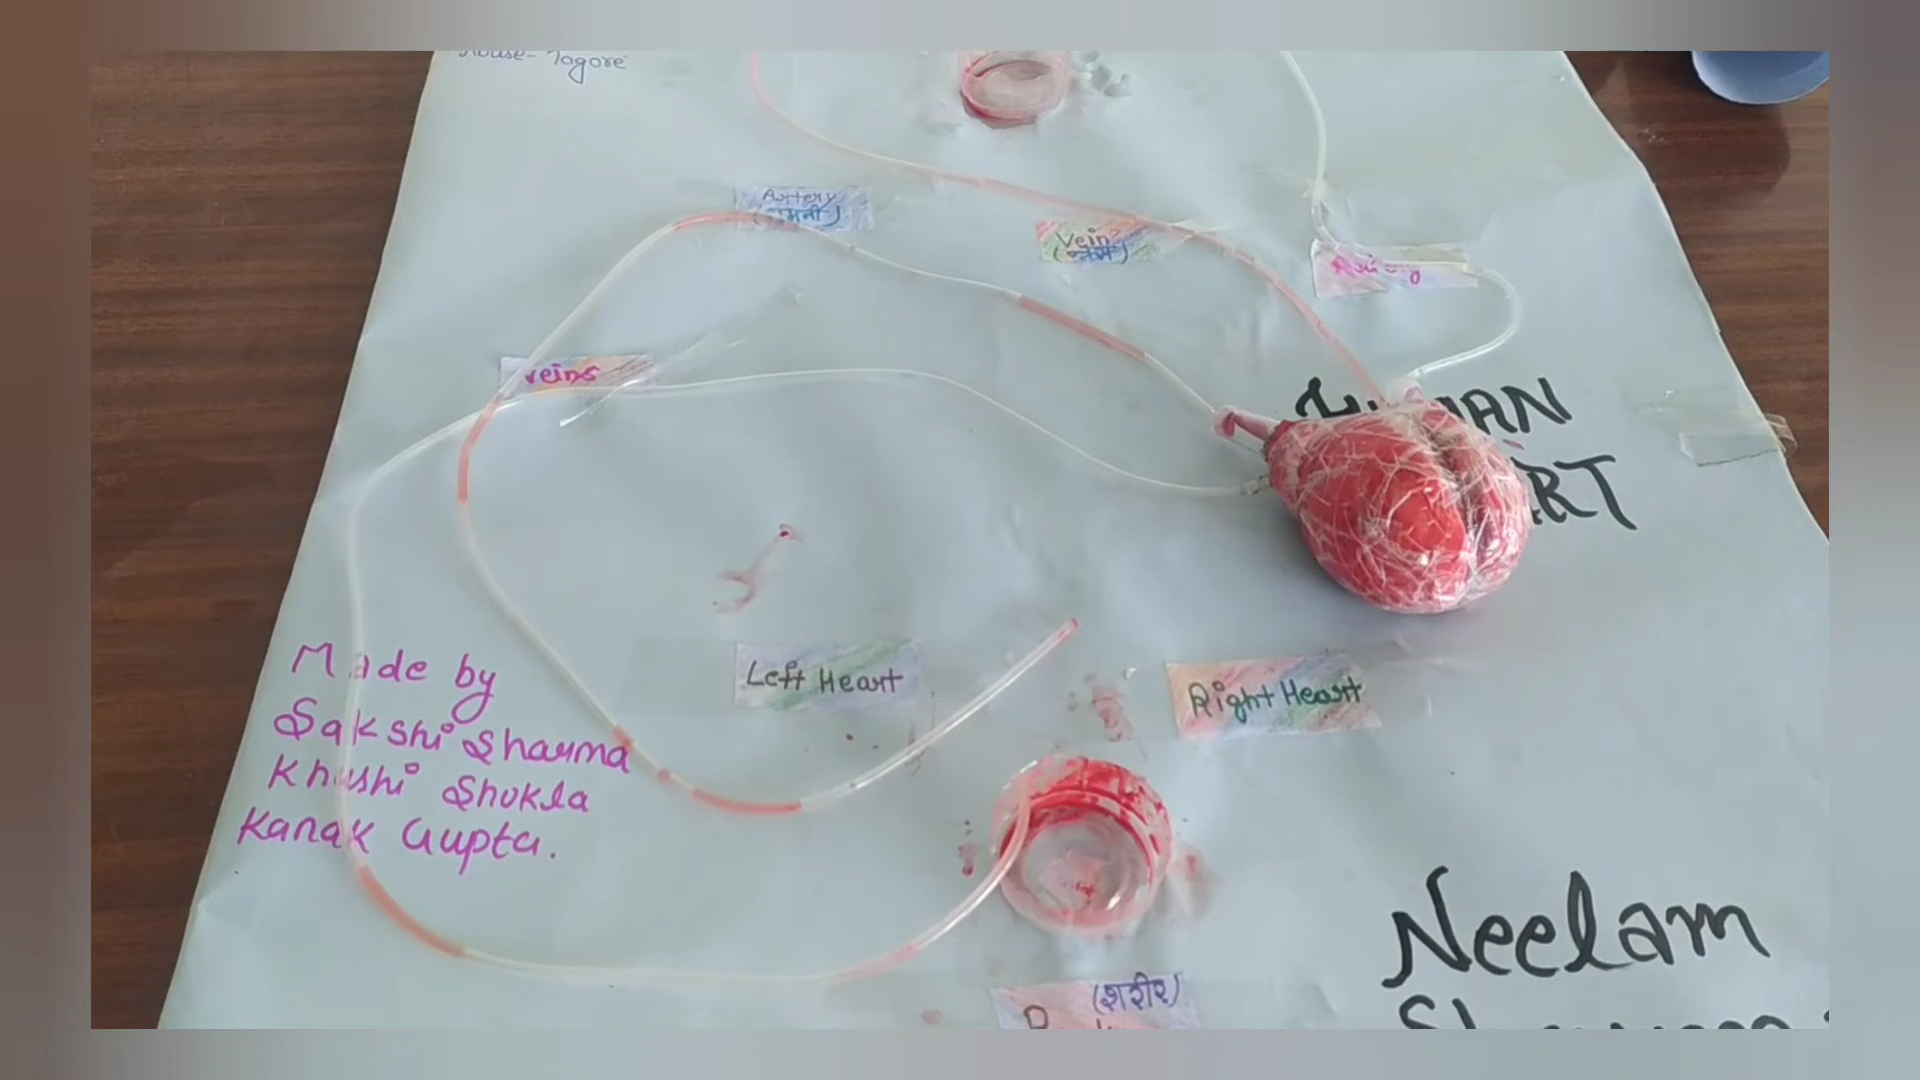 House- Tagore
Artery
(धमनी)
Vein
(नस)
veins
HUMAN
HEART
Left Heart
Right Heart
Made by
Sakshi Sharma
Khushi Shukla
Kanak Gupta.
Neelam
(शरीर)